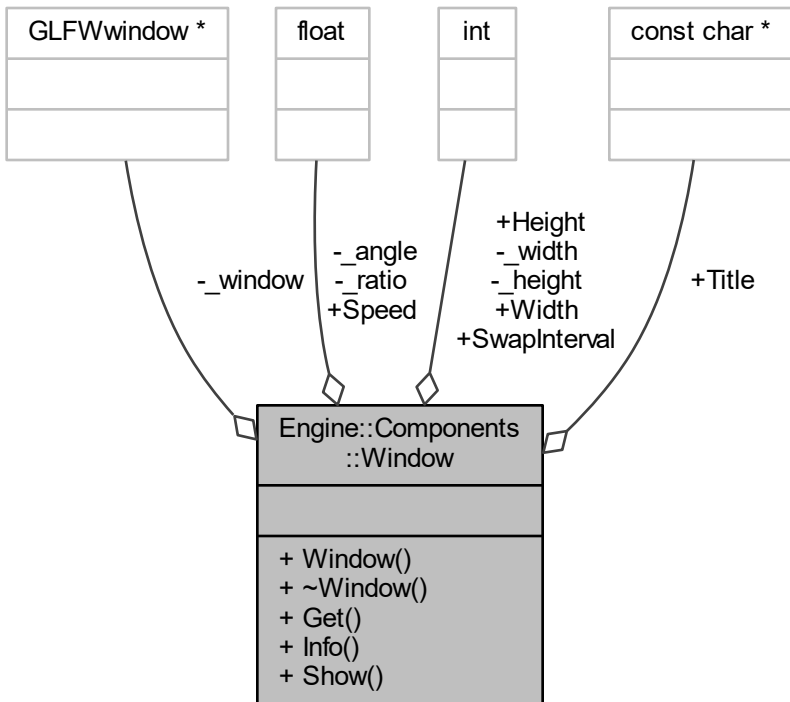 GLFWwindow *
float
int
const char *
-_window
-_angle
-_ratio
+Speed
+Height
-_width
-_height
+Width
+SwapInterval
+Title
Engine::Components
::Window
+ Window()
+ ~Window()
+ Get()
+ Info()
+ Show()